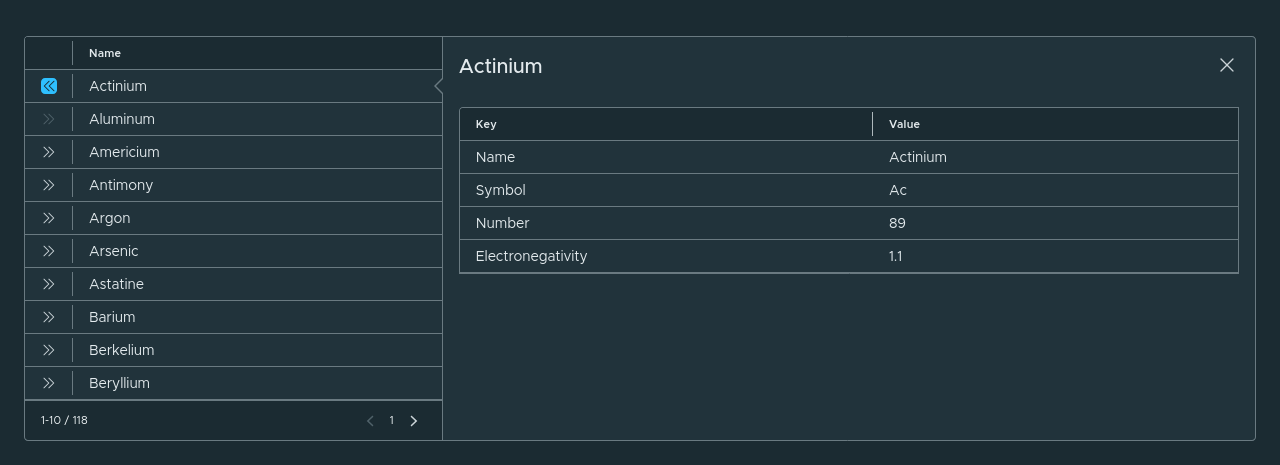 Name
Actinium
Aluminum
Americium
Antimony
Argon
Arsenic
Astatine
Barium
Berkelium
Beryllium
1-10 / 118
1
Actinium
Key Value
Name Actinium
Symbol Ac
Number 89
Electronegativity 1.1